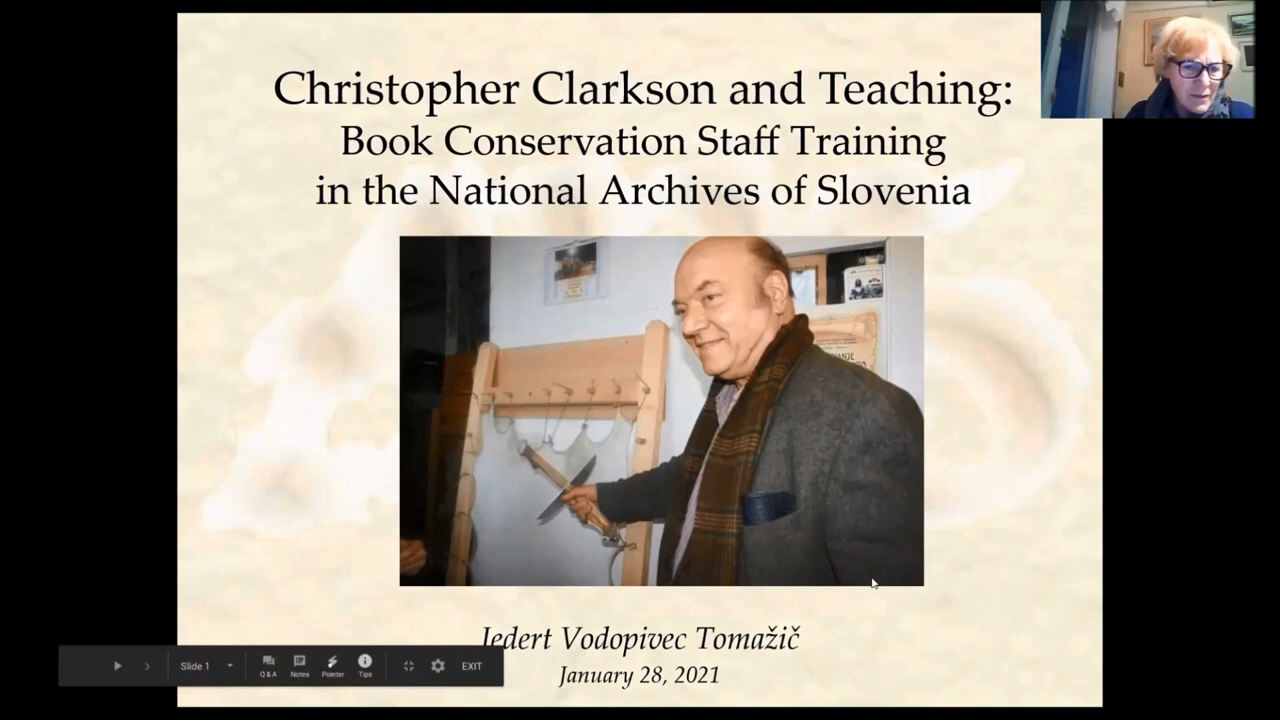 Christopher Clarkson and Teaching:
Book Conservation Staff Training
in the National Archives of Slovenia
Jedert Vodopivec Tomažič
January 28, 2021
Slide 1
Q & A
Notes
Pointer
Tips
EXIT